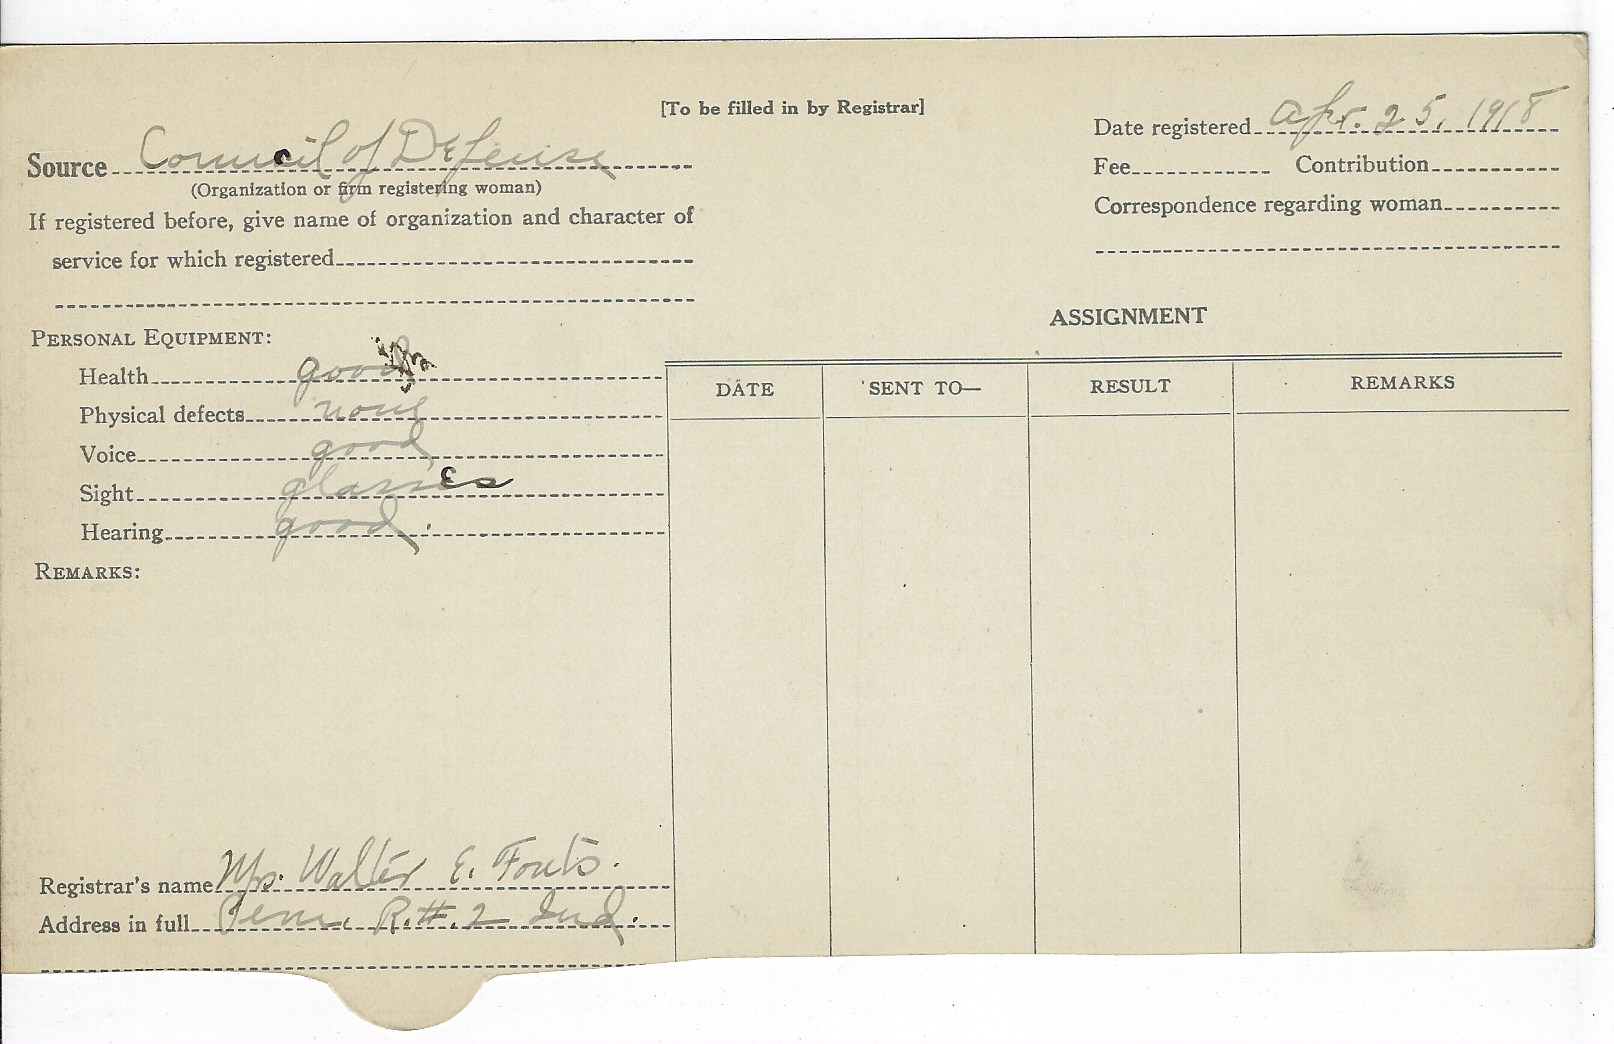 [To be filled in by Registrar]
Date registered Apr. 25, 1918
Source Council of Defense
(Organization or firm registering woman)
Fee Contribution
If registered before, give name of organization and character of
service for which registered
Correspondence regarding woman
ASSIGNMENT
PERSONAL EQUIPMENT:
Health good
Physical defects none
Voice good
Sight glasses
Hearing good
REMARKS:
DATE SENT TO— RESULT REMARKS
Registrar's name Mrs. Walter E. Fouts.
Address in full R.#.2 Ind.